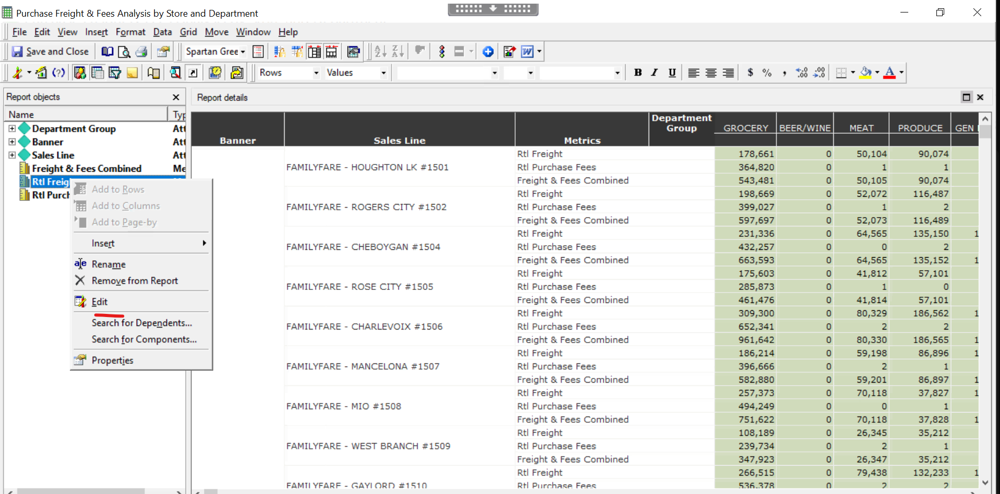 Purchase Freight & Fees Analysis by Store and Department
File Edit View Insert Format Data Grid Move Window Help
Save and Close Spartan Gree
Rows Values B I U $ % ,
Report objects
Name Typ
Department Group Att
Banner Att
Sales Line Att
Freight & Fees Combined Me
Rtl Freig
Rtl Purch
Add to Rows
Add to Columns
Add to Page-by
Insert
Rename
Remove from Report
Edit
Search for Dependents...
Search for Components...
Properties
Report details
Banner Sales Line Metrics Department Group GROCERY BEER/WINE MEAT PRODUCE GEN
Rtl Freight 178,661 0 50,104 90,074
FAMILYFARE - HOUGHTON LK #1501 Rtl Purchase Fees 364,820 0 1 1
Freight & Fees Combined 543,481 0 50,105 90,074
Rtl Freight 198,669 0 52,072 116,487
FAMILYFARE - ROGERS CITY #1502 Rtl Purchase Fees 399,027 0 1 2
Freight & Fees Combined 597,697 0 52,073 116,489
Rtl Freight 231,336 0 64,565 135,150 1
FAMILYFARE - CHEBOYGAN #1504 Rtl Purchase Fees 432,257 0 0 2
Freight & Fees Combined 663,593 0 64,565 135,152 1
Rtl Freight 175,603 0 41,812 57,101
FAMILYFARE - ROSE CITY #1505 Rtl Purchase Fees 285,873 0 1 0
Freight & Fees Combined 461,476 0 41,814 57,101
Rtl Freight 309,300 0 80,329 186,562 1
FAMILYFARE - CHARLEVOIX #1506 Rtl Purchase Fees 652,341 0 2 2
Freight & Fees Combined 961,642 0 80,330 186,565 1
Rtl Freight 186,214 0 59,198 86,896 1
FAMILYFARE - MANCELONA #1507 Rtl Purchase Fees 396,666 0 2 1
Freight & Fees Combined 582,880 0 59,201 86,897 1
Rtl Freight 257,373 0 70,118 37,827 1
FAMILYFARE - MIO #1508 Rtl Purchase Fees 494,249 0 0 1
Freight & Fees Combined 751,622 0 70,118 37,828 1
Rtl Freight 108,189 0 26,345 35,212
FAMILYFARE - WEST BRANCH #1509 Rtl Purchase Fees 239,734 0 2 1
Freight & Fees Combined 347,923 0 26,347 35,212
Rtl Freight 266,515 0 79,438 132,233 1
FAMILYFARE - GAYLORD #1510 Rtl Purchase Fees 536,378 0 2 2